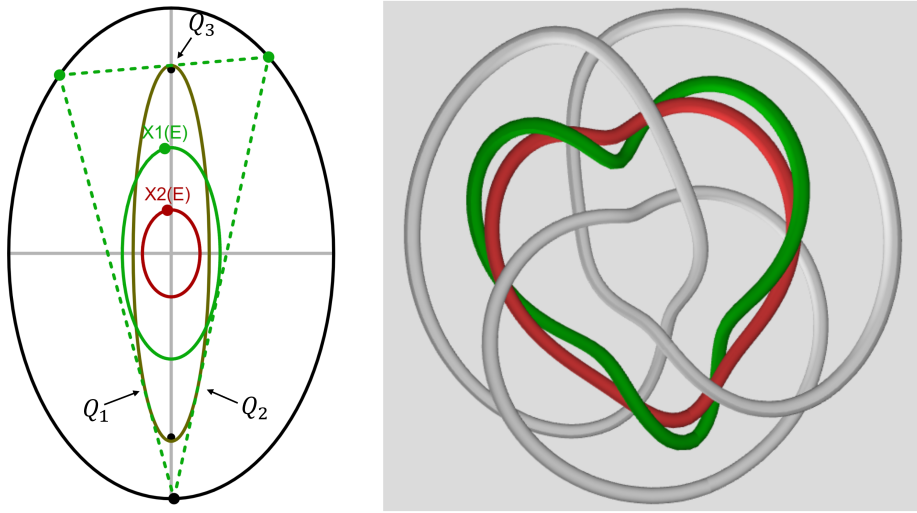 Q₃
X1(E)
X2(E)
Q₁
Q₂